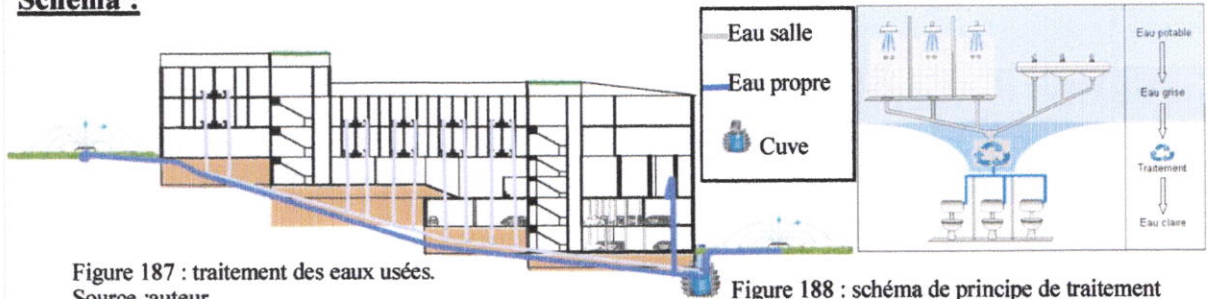 Schéma :
Eau salle
Eau propre
Cuve
Eau potable
Eau grise
Traitement
Eau claire
Figure 187 : traitement des eaux usées.
Source :auteur
Figure 188 : schéma de principe de traitement